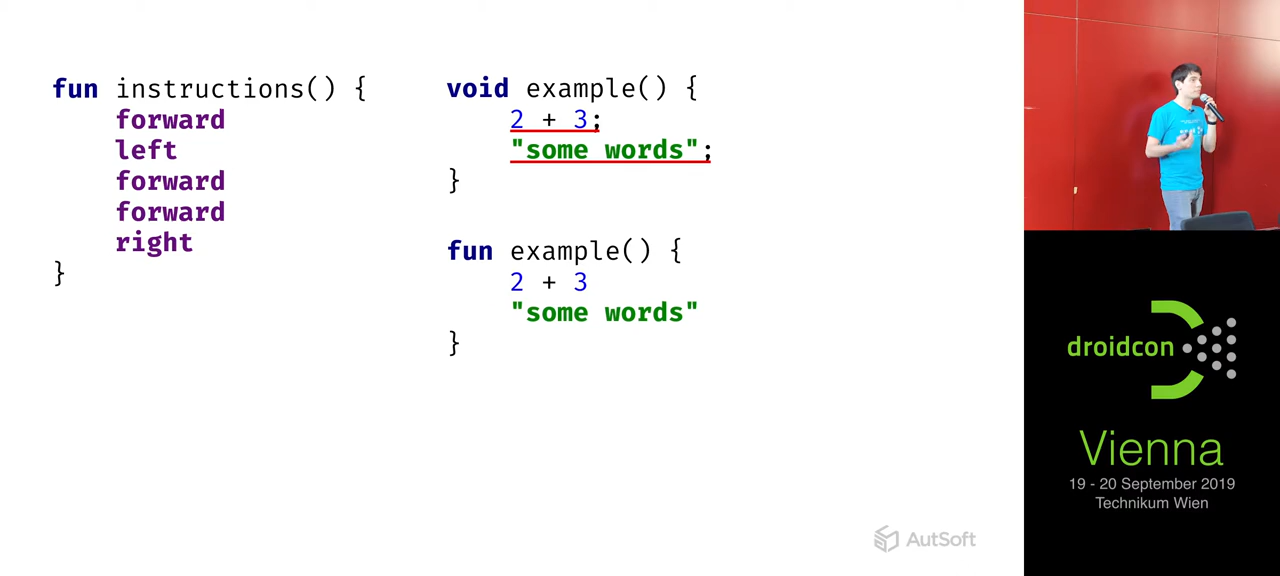 fun instructions() {
forward
left
forward
forward
right
}
void example() {
2 + 3;
"some words";
}
fun example() {
2 + 3
"some words"
}
AutSoft
droidcon
Vienna
19 - 20 September 2019
Technikum Wien